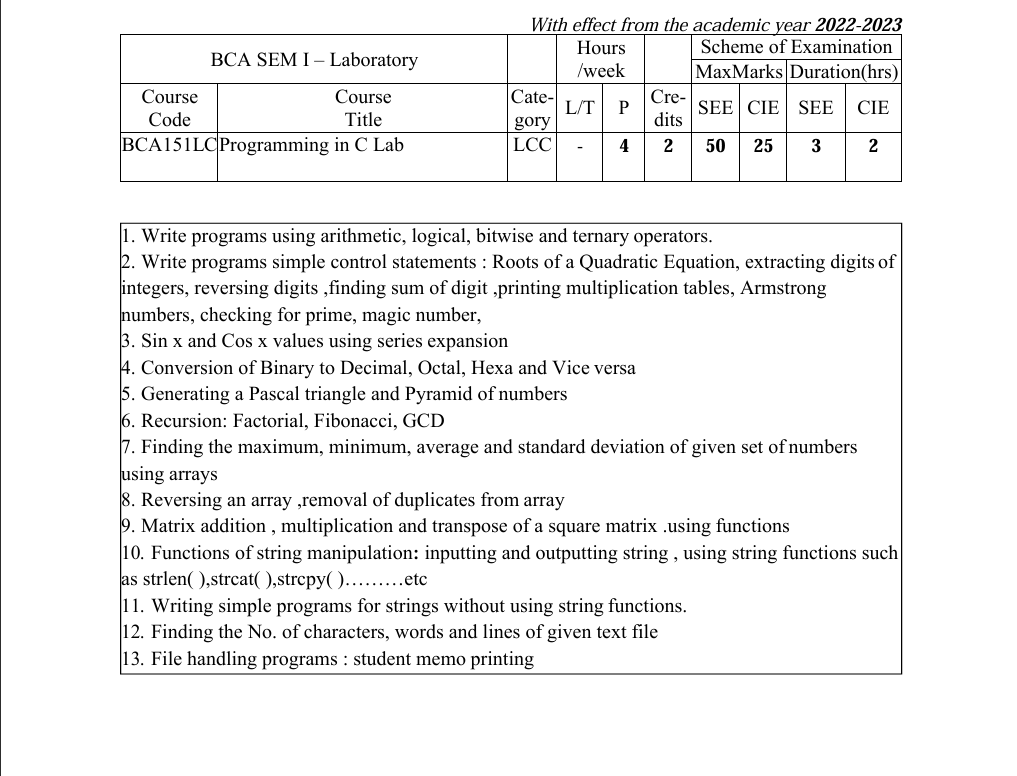 With effect from the academic year 2022-2023
BCA SEM I – Laboratory
Hours
/week
Scheme of Examination
MaxMarks Duration(hrs)
Course
Code
Course
Title
Cate-
gory
L/T
P
Cre-
dits
SEE
CIE
SEE
CIE
BCA151LC Programming in C Lab LCC - 4 2 50 25 3 2
1. Write programs using arithmetic, logical, bitwise and ternary operators.
2. Write programs simple control statements : Roots of a Quadratic Equation, extracting digits of
integers, reversing digits ,finding sum of digit ,printing multiplication tables, Armstrong
numbers, checking for prime, magic number,
3. Sin x and Cos x values using series expansion
4. Conversion of Binary to Decimal, Octal, Hexa and Vice versa
5. Generating a Pascal triangle and Pyramid of numbers
6. Recursion: Factorial, Fibonacci, GCD
7. Finding the maximum, minimum, average and standard deviation of given set of numbers
using arrays
8. Reversing an array ,removal of duplicates from array
9. Matrix addition , multiplication and transpose of a square matrix .using functions
10. Functions of string manipulation: inputting and outputting string , using string functions such
as strlen( ),strcat( ),strcpy( )………etc
11. Writing simple programs for strings without using string functions.
12. Finding the No. of characters, words and lines of given text file
13. File handling programs : student memo printing